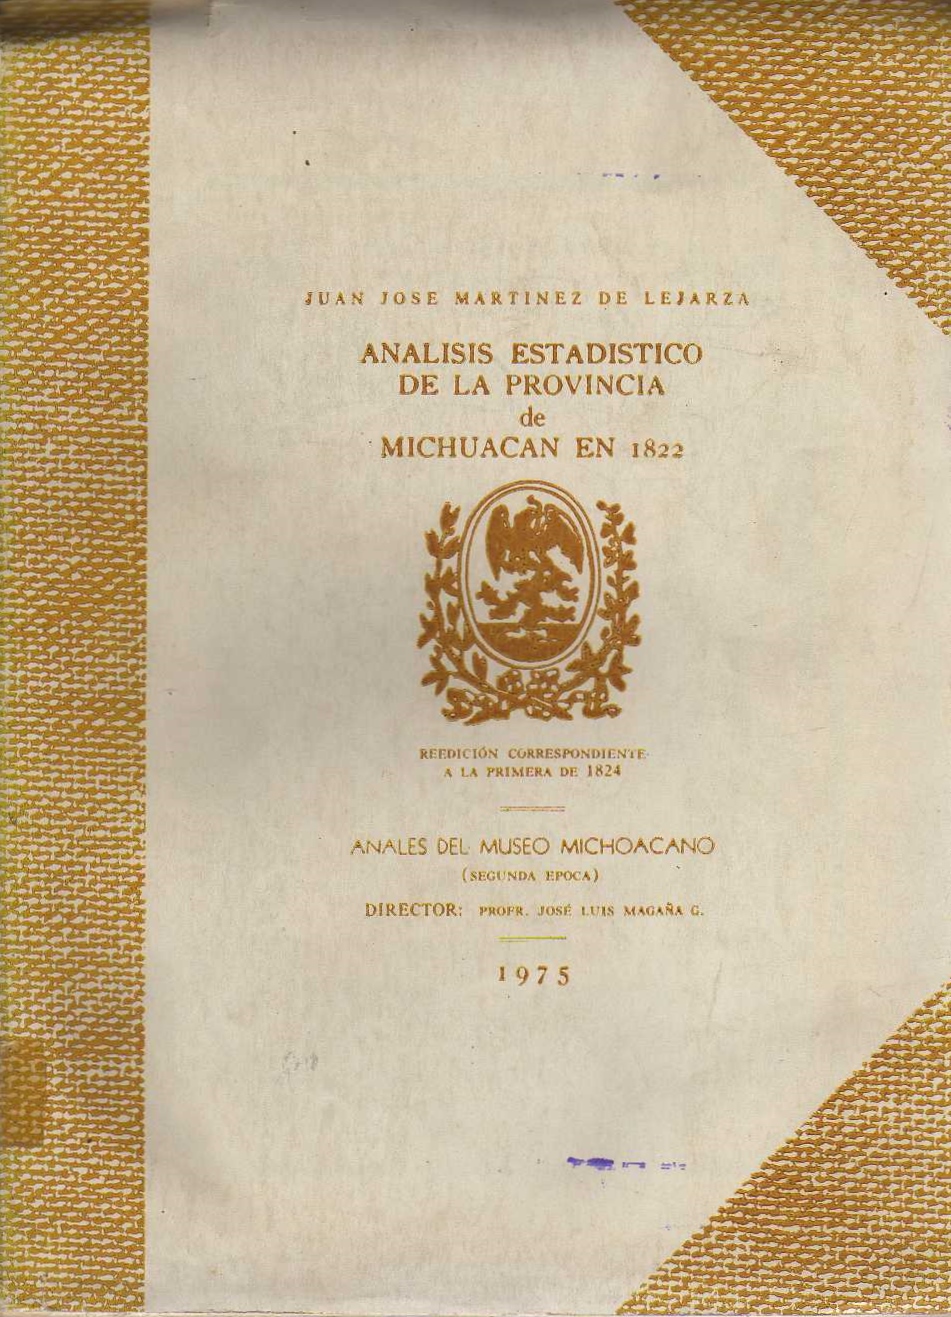 JUAN JOSE MARTINEZ DE LEJARZA
ANALISIS ESTADISTICO
DE LA PROVINCIA
de
MICHUACAN EN 1822
REEDICIÓN CORRESPONDIENTE
A LA PRIMERA DE 1824
ANALES DEL MUSEO MICHOACANO
(SEGUNDA EPOCA)
DIRECTOR: PROFR. JOSÉ LUIS MAGAÑA G.
1975